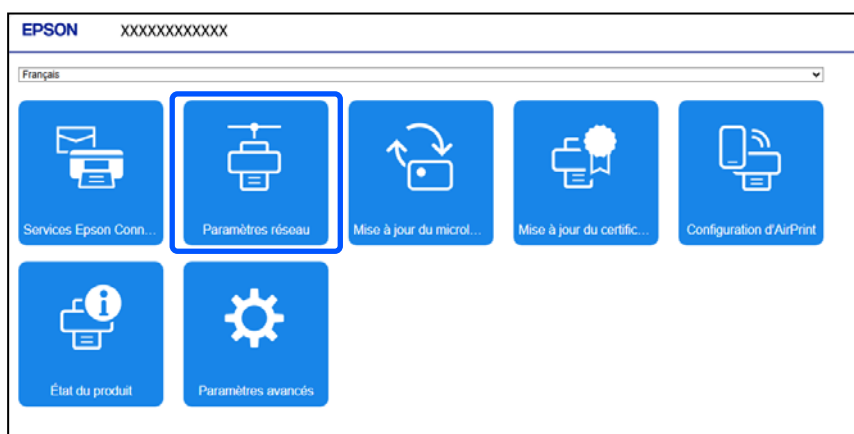 EPSON XXXXXXXXXXXX
Français
Services Epson Conn...
Paramètres réseau
Mise à jour du microl...
Mise à jour du certific...
Configuration d'AirPrint
État du produit
Paramètres avancés